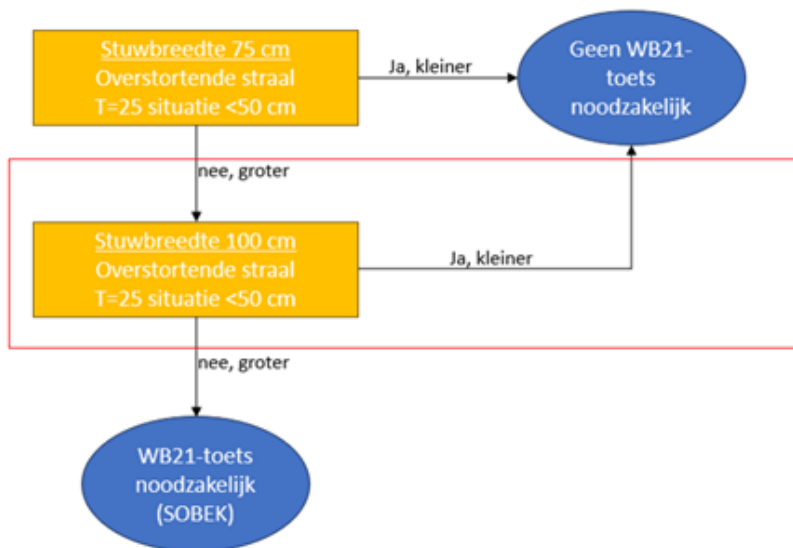 Stuwbreedte 75 cm
Overstortende straal
T=25 situatie <50 cm
Ja, kleiner
Geen WB21-
toets
noodzakelijk
nee, groter
Stuwbreedte 100 cm
Overstortende straal
T=25 situatie <50 cm
Ja, kleiner
nee, groter
WB21-toets
noodzakelijk
(SOBEK)